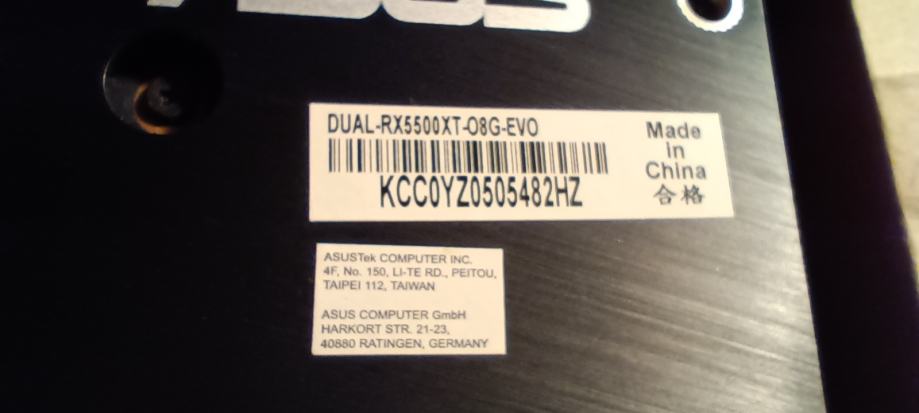 ASUS
DUAL-RX5500XT-O8G-EVO
KCC0YZ0505482HZ
Made
in
China
合格
ASUSTek COMPUTER INC.
4F, No. 150, LI-TE RD., PEITOU,
TAIPEI 112, TAIWAN
ASUS COMPUTER GmbH
HARKORT STR. 21-23,
40880 RATINGEN, GERMANY